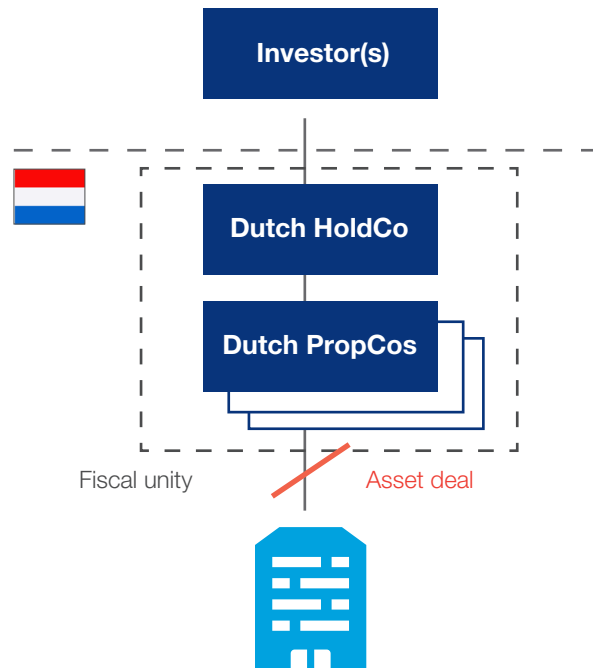 Investor(s)
Dutch HoldCo
Dutch PropCos
Fiscal unity
Asset deal